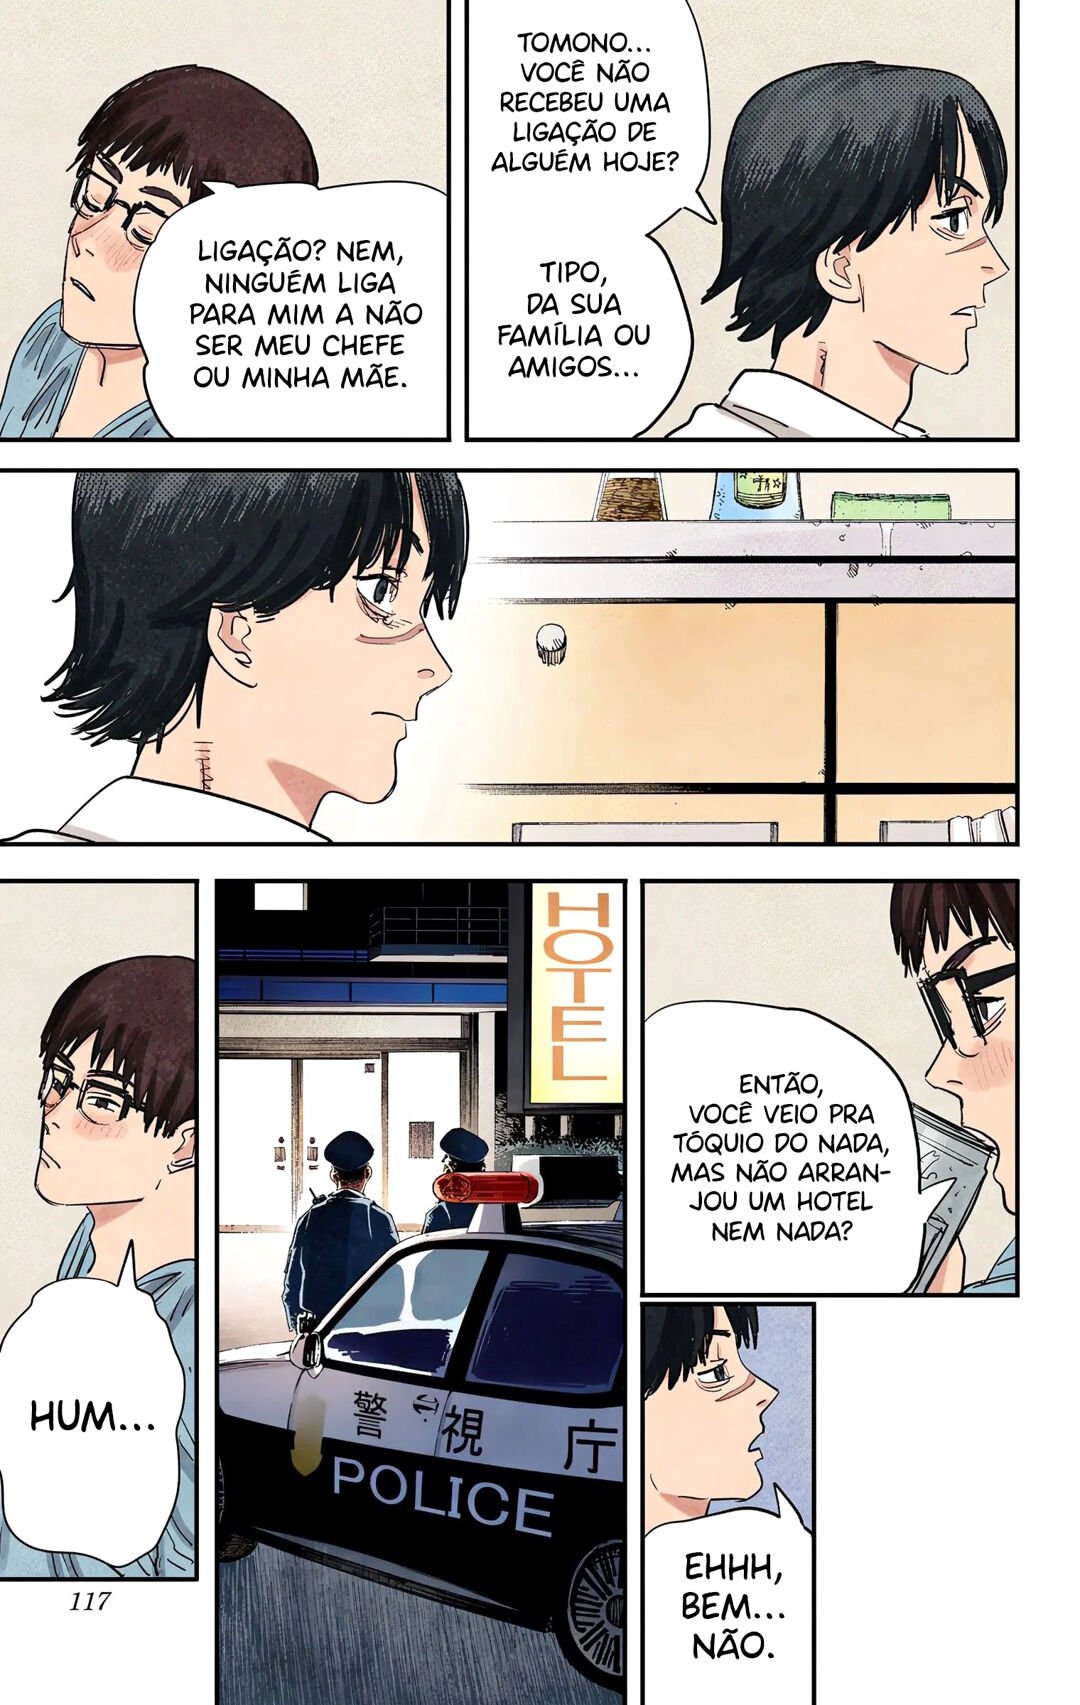 TOMONO...
VOCÊ NÃO
RECEBEU UMA
LIGAÇÃO DE
ALGUÉM HOJE?
TIPO,
DA SUA
FAMÍLIA OU
AMIGOS...
LIGAÇÃO? NEM,
NINGUÉM LIGA
PARA MIM A NÃO
SER MEU CHEFE
OU MINHA MÃE.
ENTÃO,
VOCÊ VEIO PRA
TÓQUIO DO NADA,
MAS NÃO ARRAN-
JOU UM HOTEL
NEM NADA?
EHHH,
BEM...
NÃO.
HOTEL
警視庁
POLICE
HUM...
117